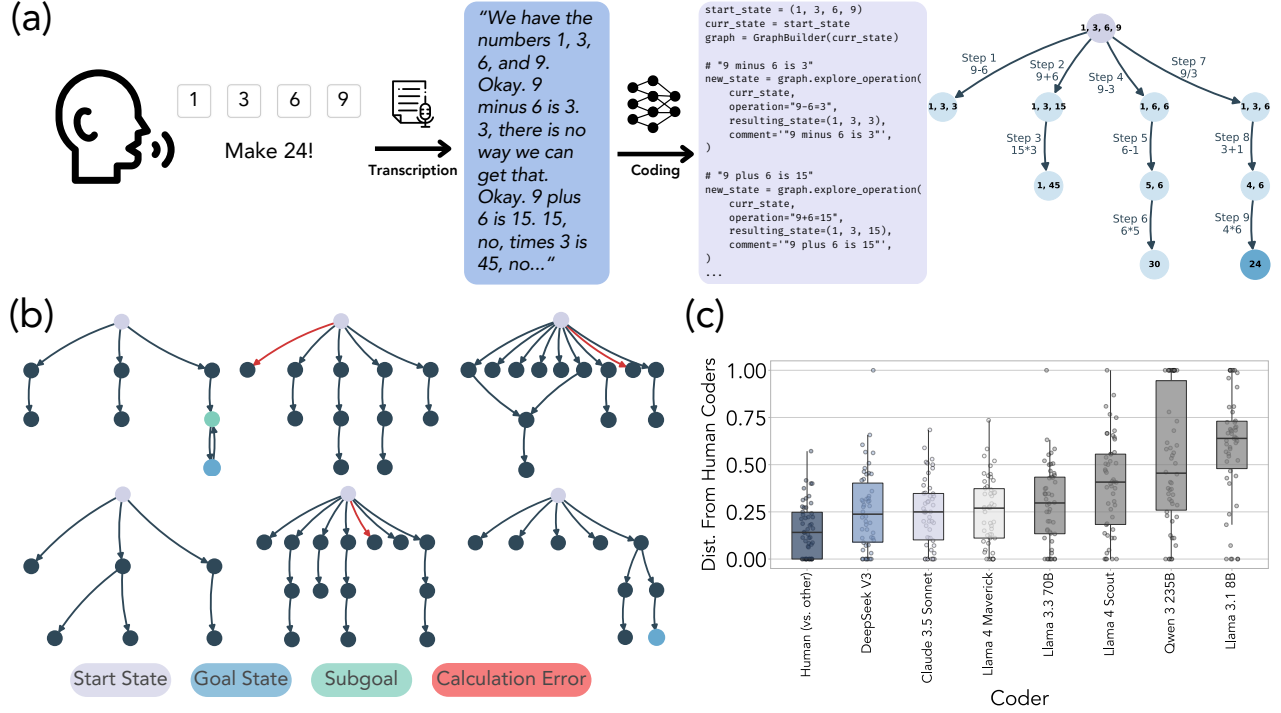 (a)
1 3 6 9
Make 24!
Transcription
“We have the
numbers 1, 3,
6, and 9.
Okay. 9
minus 6 is 3.
3, there is no
way we can
get that.
Okay. 9 plus
6 is 15. 15,
no, times 3 is
45, no...“
Coding
start_state = (1, 3, 6, 9)
curr_state = start_state
graph = GraphBuilder(curr_state)
# "9 minus 6 is 3"
new_state = graph.explore_operation(
curr_state,
operation="9-6=3",
resulting_state=(1, 3, 3),
comment='"9 minus 6 is 3"',
)
# "9 plus 6 is 15"
new_state = graph.explore_operation(
curr_state,
operation="9+6=15",
resulting_state=(1, 3, 15),
comment='"9 plus 6 is 15"',
)
...
1, 3, 6, 9
Step 1
9-6
Step 2
9+6
Step 4
9-3
Step 7
9/3
1, 3, 3
1, 3, 15
1, 6, 6
1, 3, 6
Step 3
15*3
Step 5
6-1
Step 8
3+1
1, 45
5, 6
4, 6
Step 6
6*5
Step 9
4*6
30
24
(b)
Start State
Goal State
Subgoal
Calculation Error
(c)
Dist. From Human Coders
1.00
0.75
0.50
0.25
0.00
Human (vs. other)
DeepSeek V3
Claude 3.5 Sonnet
Llama 4 Maverick
Llama 3.3 70B
Llama 4 Scout
Qwen 3 235B
Llama 3.1 8B
Coder